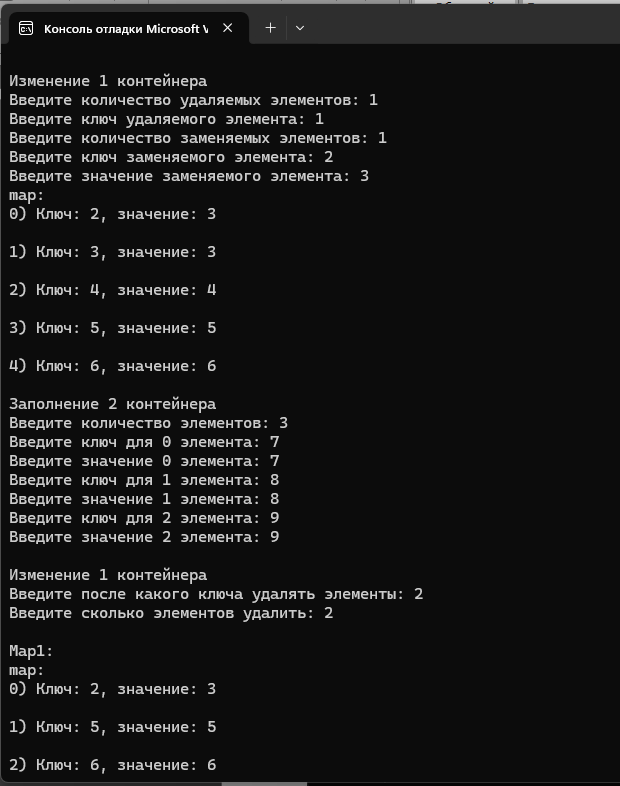 Консоль отладки Microsoft V
Изменение 1 контейнера
Введите количество удаляемых элементов: 1
Введите ключ удаляемого элемента: 1
Введите количество заменяемых элементов: 1
Введите ключ заменяемого элемента: 2
Введите значение заменяемого элемента: 3
map:
0) Ключ: 2, значение: 3
1) Ключ: 3, значение: 3
2) Ключ: 4, значение: 4
3) Ключ: 5, значение: 5
4) Ключ: 6, значение: 6
Заполнение 2 контейнера
Введите количество элементов: 3
Введите ключ для 0 элемента: 7
Введите значение 0 элемента: 7
Введите ключ для 1 элемента: 8
Введите значение 1 элемента: 8
Введите ключ для 2 элемента: 9
Введите значение 2 элемента: 9
Изменение 1 контейнера
Введите после какого ключа удалять элементы: 2
Введите сколько элементов удалить: 2
Map1:
map:
0) Ключ: 2, значение: 3
1) Ключ: 5, значение: 5
2) Ключ: 6, значение: 6